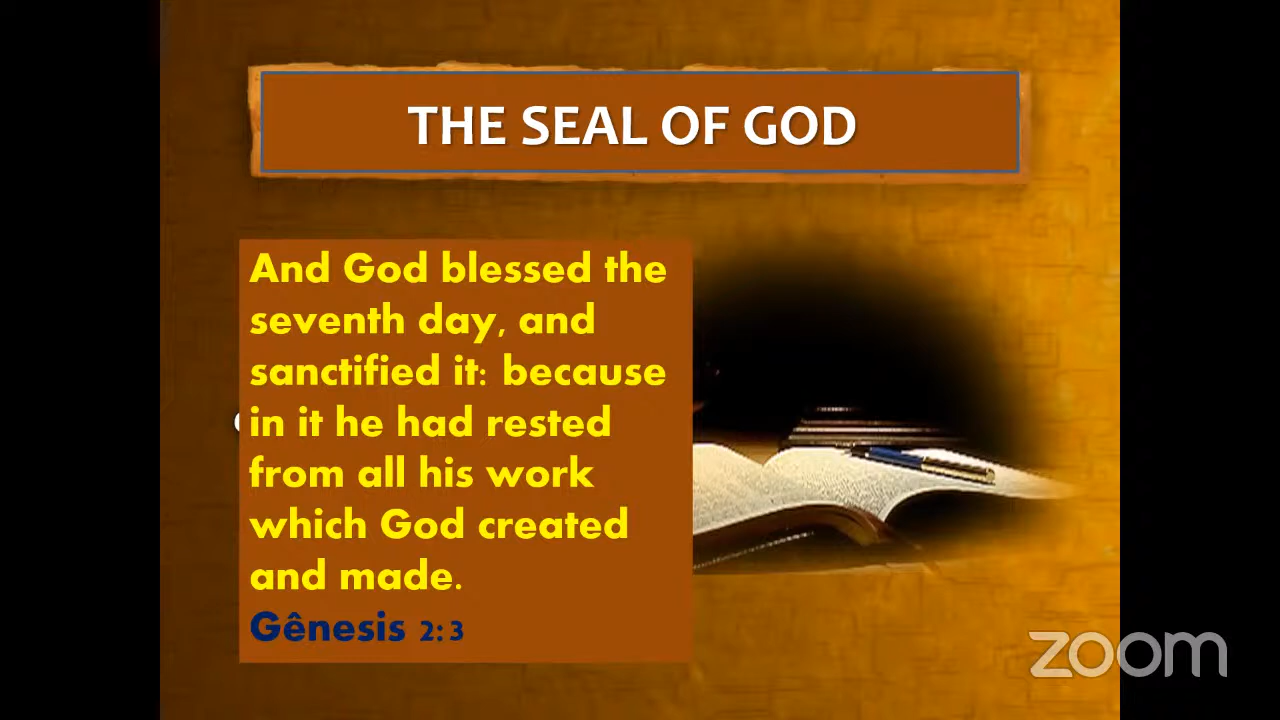 THE SEAL OF GOD
And God blessed the
seventh day, and
sanctified it: because
in it he had rested
from all his work
which God created
and made.
Gênesis 2:3
zoom